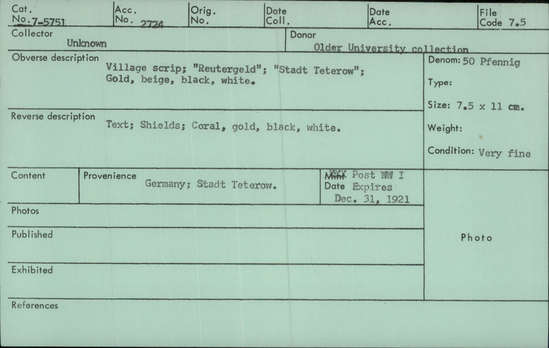 Cat. No. 7-5751 Acc. No. 2724 Orig. No. Date Coll. Date Acc. File Code 7.5
Collector Unknown Donor Older University collection
Obverse description Village scrip; "Reutergeld"; "Stadt Teterow"; Gold, beige, black, white.
Denom: 50 Pfennig
Type:
Size: 7.5 x 11 cm.
Reverse description Text; Shields; Coral, gold, black, white.
Weight:
Condition: Very fine
Content Provenience Germany; Stadt Teterow.
Post WW I
Date Expires
Dec. 31, 1921
Photos
Published
Photo
Exhibited
References